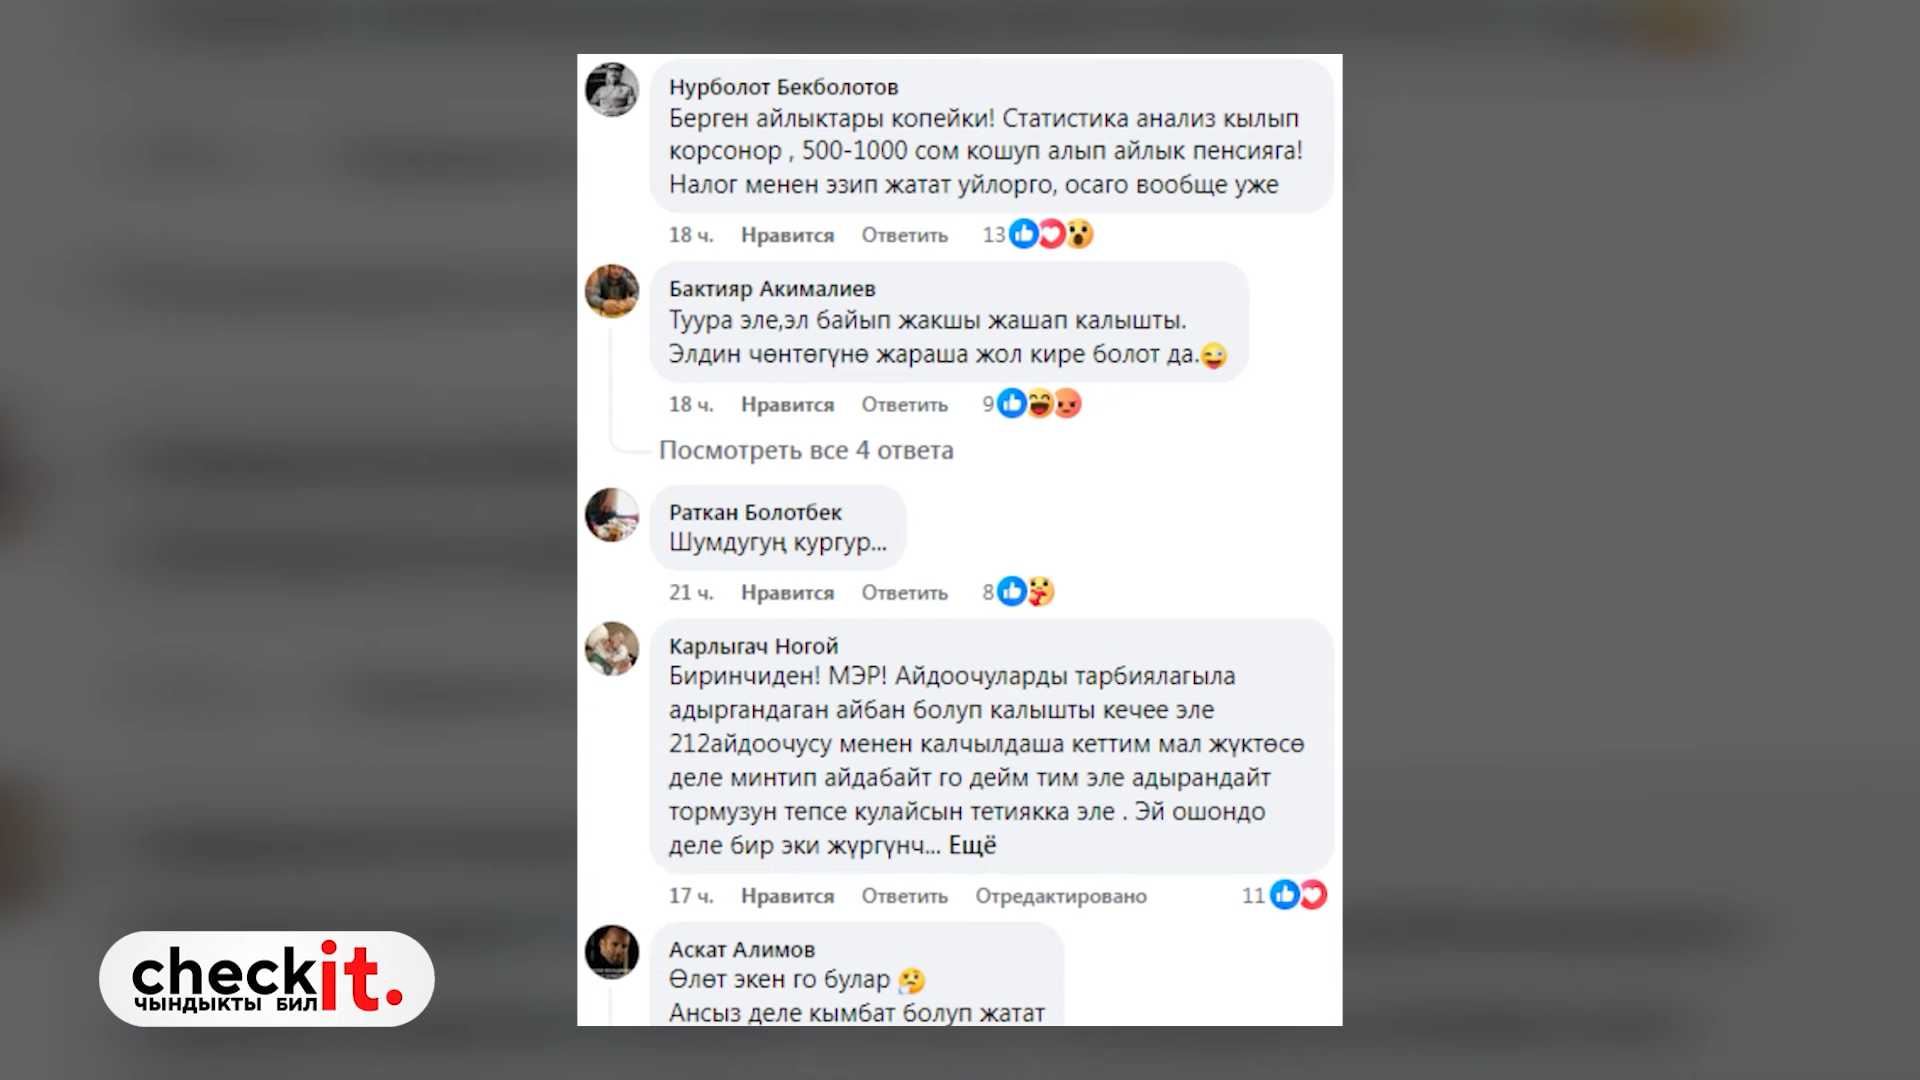 Нурболот Бекболотов
Берген айлыктары копейки! Статистика анализ кылып
корсонор , 500-1000 сом кошуп алып айлык пенсияга!
Налог менен эзип жатат уйлорго, осаго вообще уже
18 ч. Нравится Ответить 13
Бактияр Акималиев
Туура эле,эл байып жакшы жашап калышты.
Элдин чөнтөгүнө жараша жол кире болот да.😜
18 ч. Нравится Ответить 9
Посмотреть все 4 ответа
Раткан Болотбек
Шумдугуң кургур...
21 ч. Нравится Ответить 8
Карлыгач Ногой
Биринчиден! МЭР! Айдоочуларды тарбиялагыла
адыргандаган айбан болуп калышты кечее эле
212айдоочусу менен калчылдаша кеттим мал жүктөсө
деле минтип айдабайт го дейм тим эле адырандайт
тормузун тепсе кулайсын тетиякка эле . Эй ошондо
деле бир эки жүргүнч... Ещё
17 ч. Нравится Ответить Отредактировано 11
Аскат Алимов
Өлөт экен го булар 🤧
Ансыз деле кымбат болуп жатат
checkit.
ЧЫНДЫКТЫ БИЛ